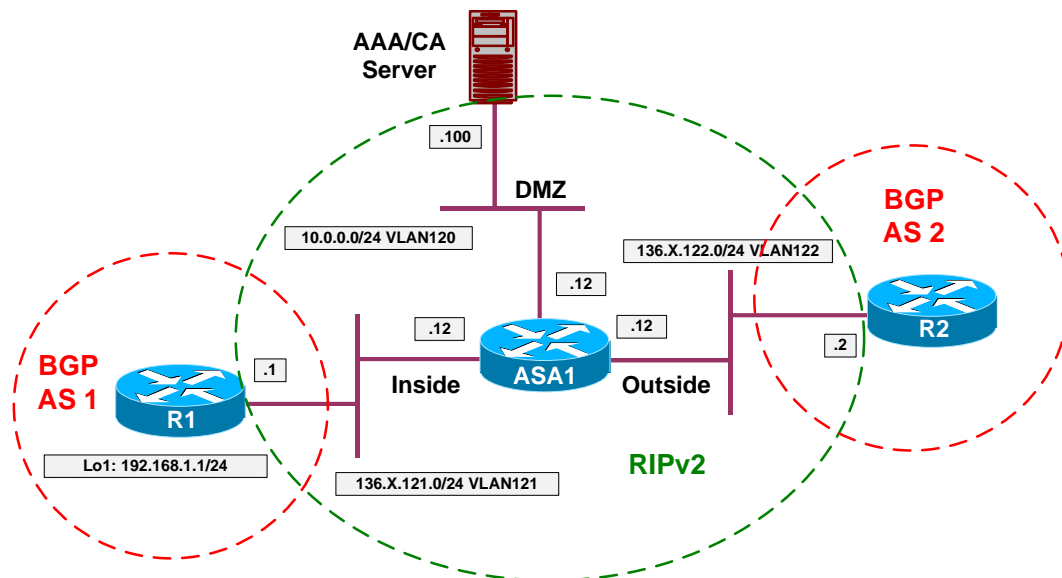 AAA/CA
Server
.100
DMZ
10.0.0.0/24 VLAN120
136.X.122.0/24 VLAN122
BGP
AS 2
.12
.12
.12
R2
.2
BGP
AS 1
.1
Inside
ASA1
Outside
R1
Lo1: 192.168.1.1/24
136.X.121.0/24 VLAN121
RIPv2